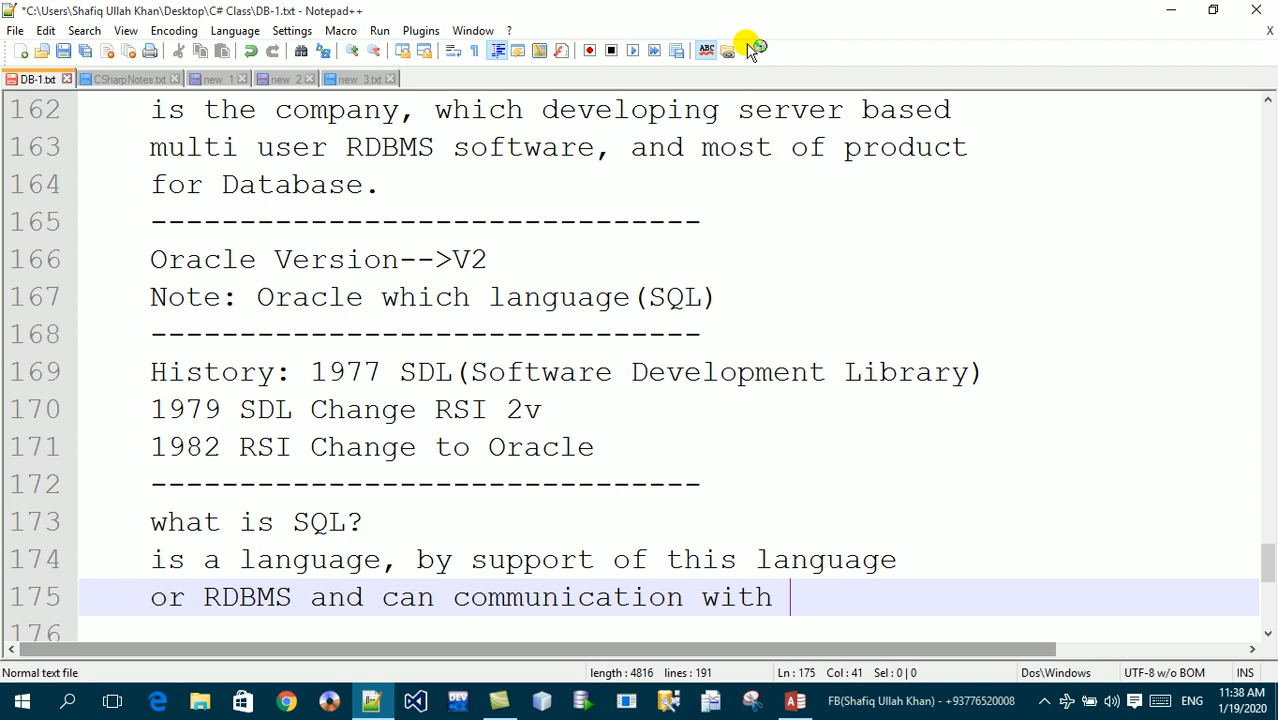 *C:\Users\Shafiq Ullah Khan\Desktop\C# Class\DB-1.txt - Notepad++
File Edit Search View Encoding Language Settings Macro Run Plugins Window ? X
ABC
DB-1.txt CSharpNotes.txt new 1 new 2 new 3.txt
162 is the company, which developing server based
163 multi user RDBMS software, and most of product
164 for Database.
165 -------------------------------
166 Oracle Version-->V2
167 Note: Oracle which language(SQL)
168 -------------------------------
169 History: 1977 SDL(Software Development Library)
170 1979 SDL Change RSI 2v
171 1982 RSI Change to Oracle
172 -------------------------------
173 what is SQL?
174 is a language, by support of this language
175 or RDBMS and can communication with
176
Normal text file length : 4816 lines : 191 Ln : 175 Col : 41 Sel : 0 | 0 Dos\Windows UTF-8 w/o BOM INS
DEV FB(Shafiq Ullah Khan) - +93776520008 ENG 11:38 AM
1/19/2020